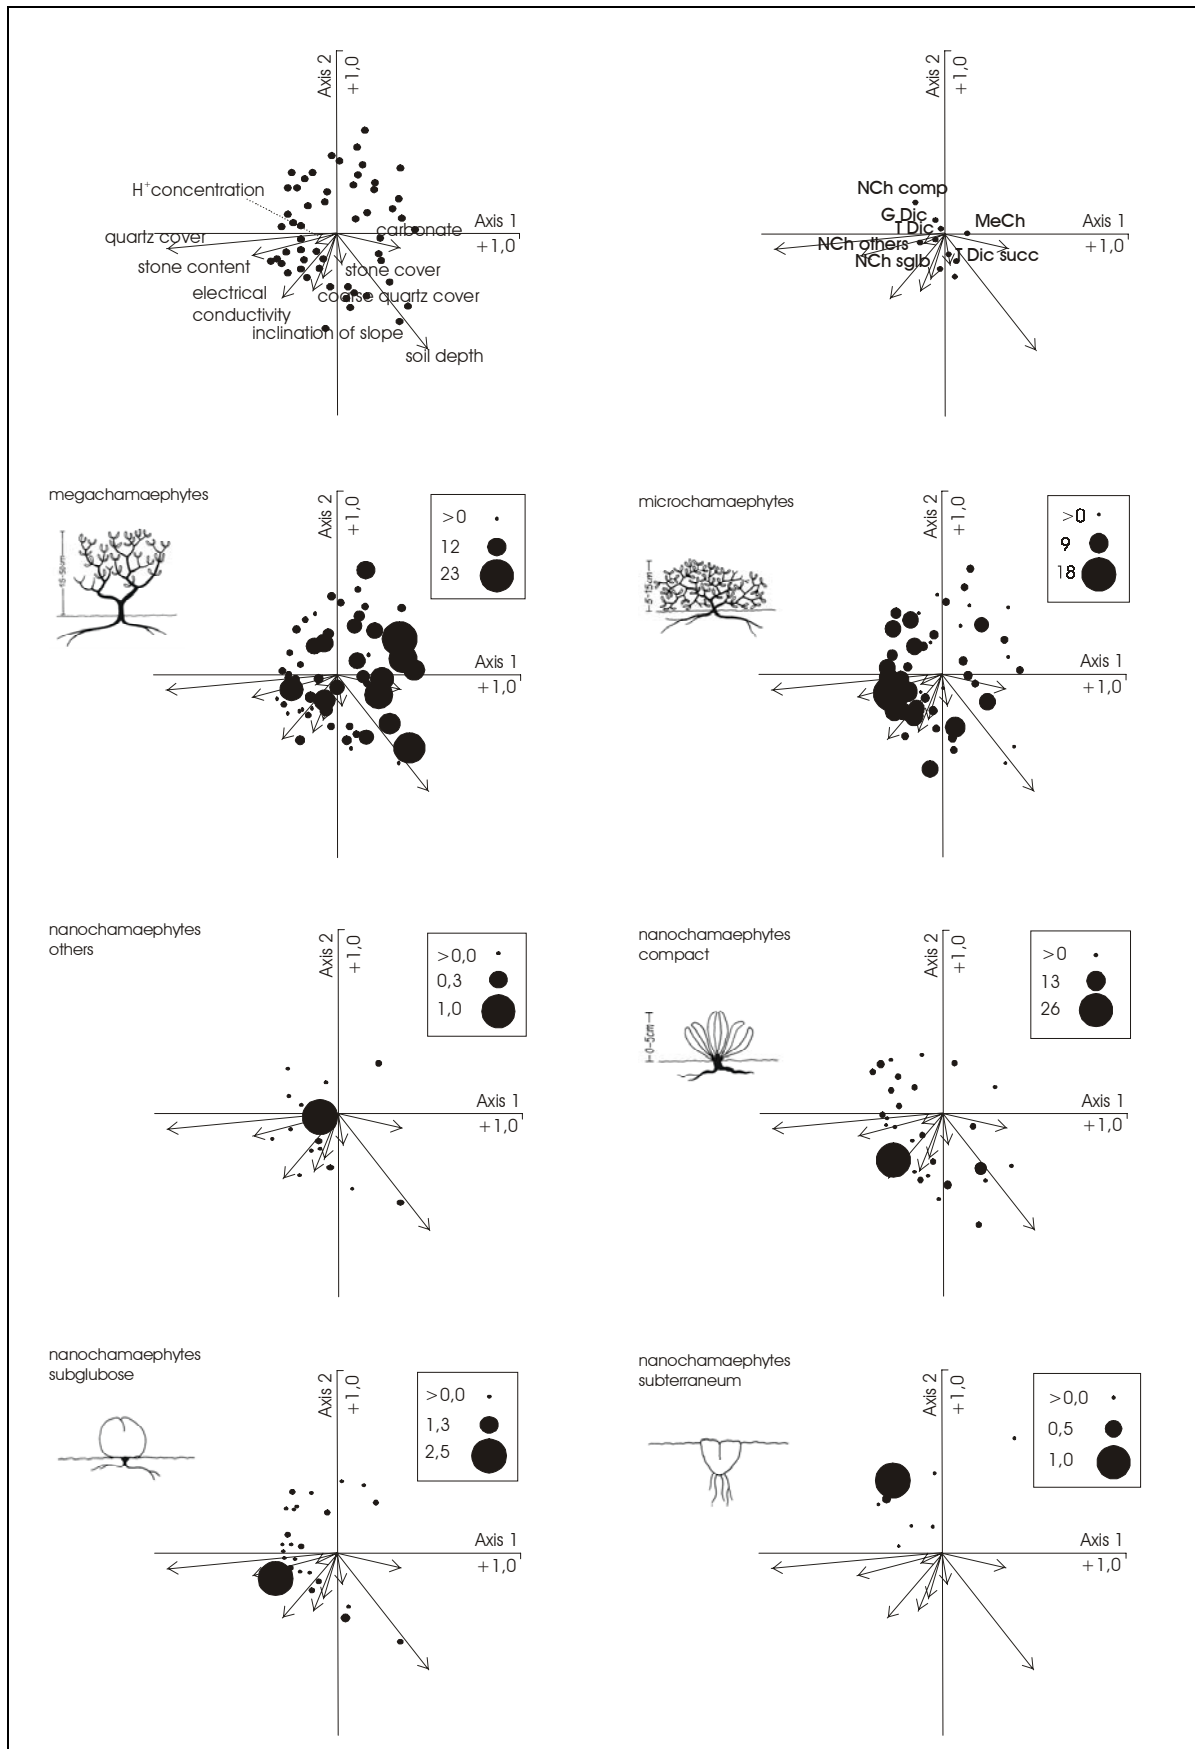 Axis 2
+1,0
H⁺concentration
Axis 1
quartz cover
carbonate
+1,0
stone content
stone cover
electrical
conductivity
coarse quartz cover
inclination of slope
soil depth
Axis 2
+1,0
NCh comp
G Dic
MeCh
Axis 1
T Dic
+1,0
NCh others
NCh sglb
T Dic succ
megachamaephytes
15-50cm
Axis 2
+1,0
>0
12
23
Axis 1
+1,0
microchamaephytes
5-15cm
Axis 2
+1,0
>0
9
18
Axis 1
+1,0
nanochamaephytes
others
Axis 2
+1,0
>0,0
0,3
1,0
Axis 1
+1,0
nanochamaephytes
compact
0-5cm
Axis 2
+1,0
>0
13
26
Axis 1
+1,0
nanochamaephytes
subglubose
Axis 2
+1,0
>0,0
1,3
2,5
Axis 1
+1,0
nanochamaephytes
subterraneum
Axis 2
+1,0
>0,0
0,5
1,0
Axis 1
+1,0